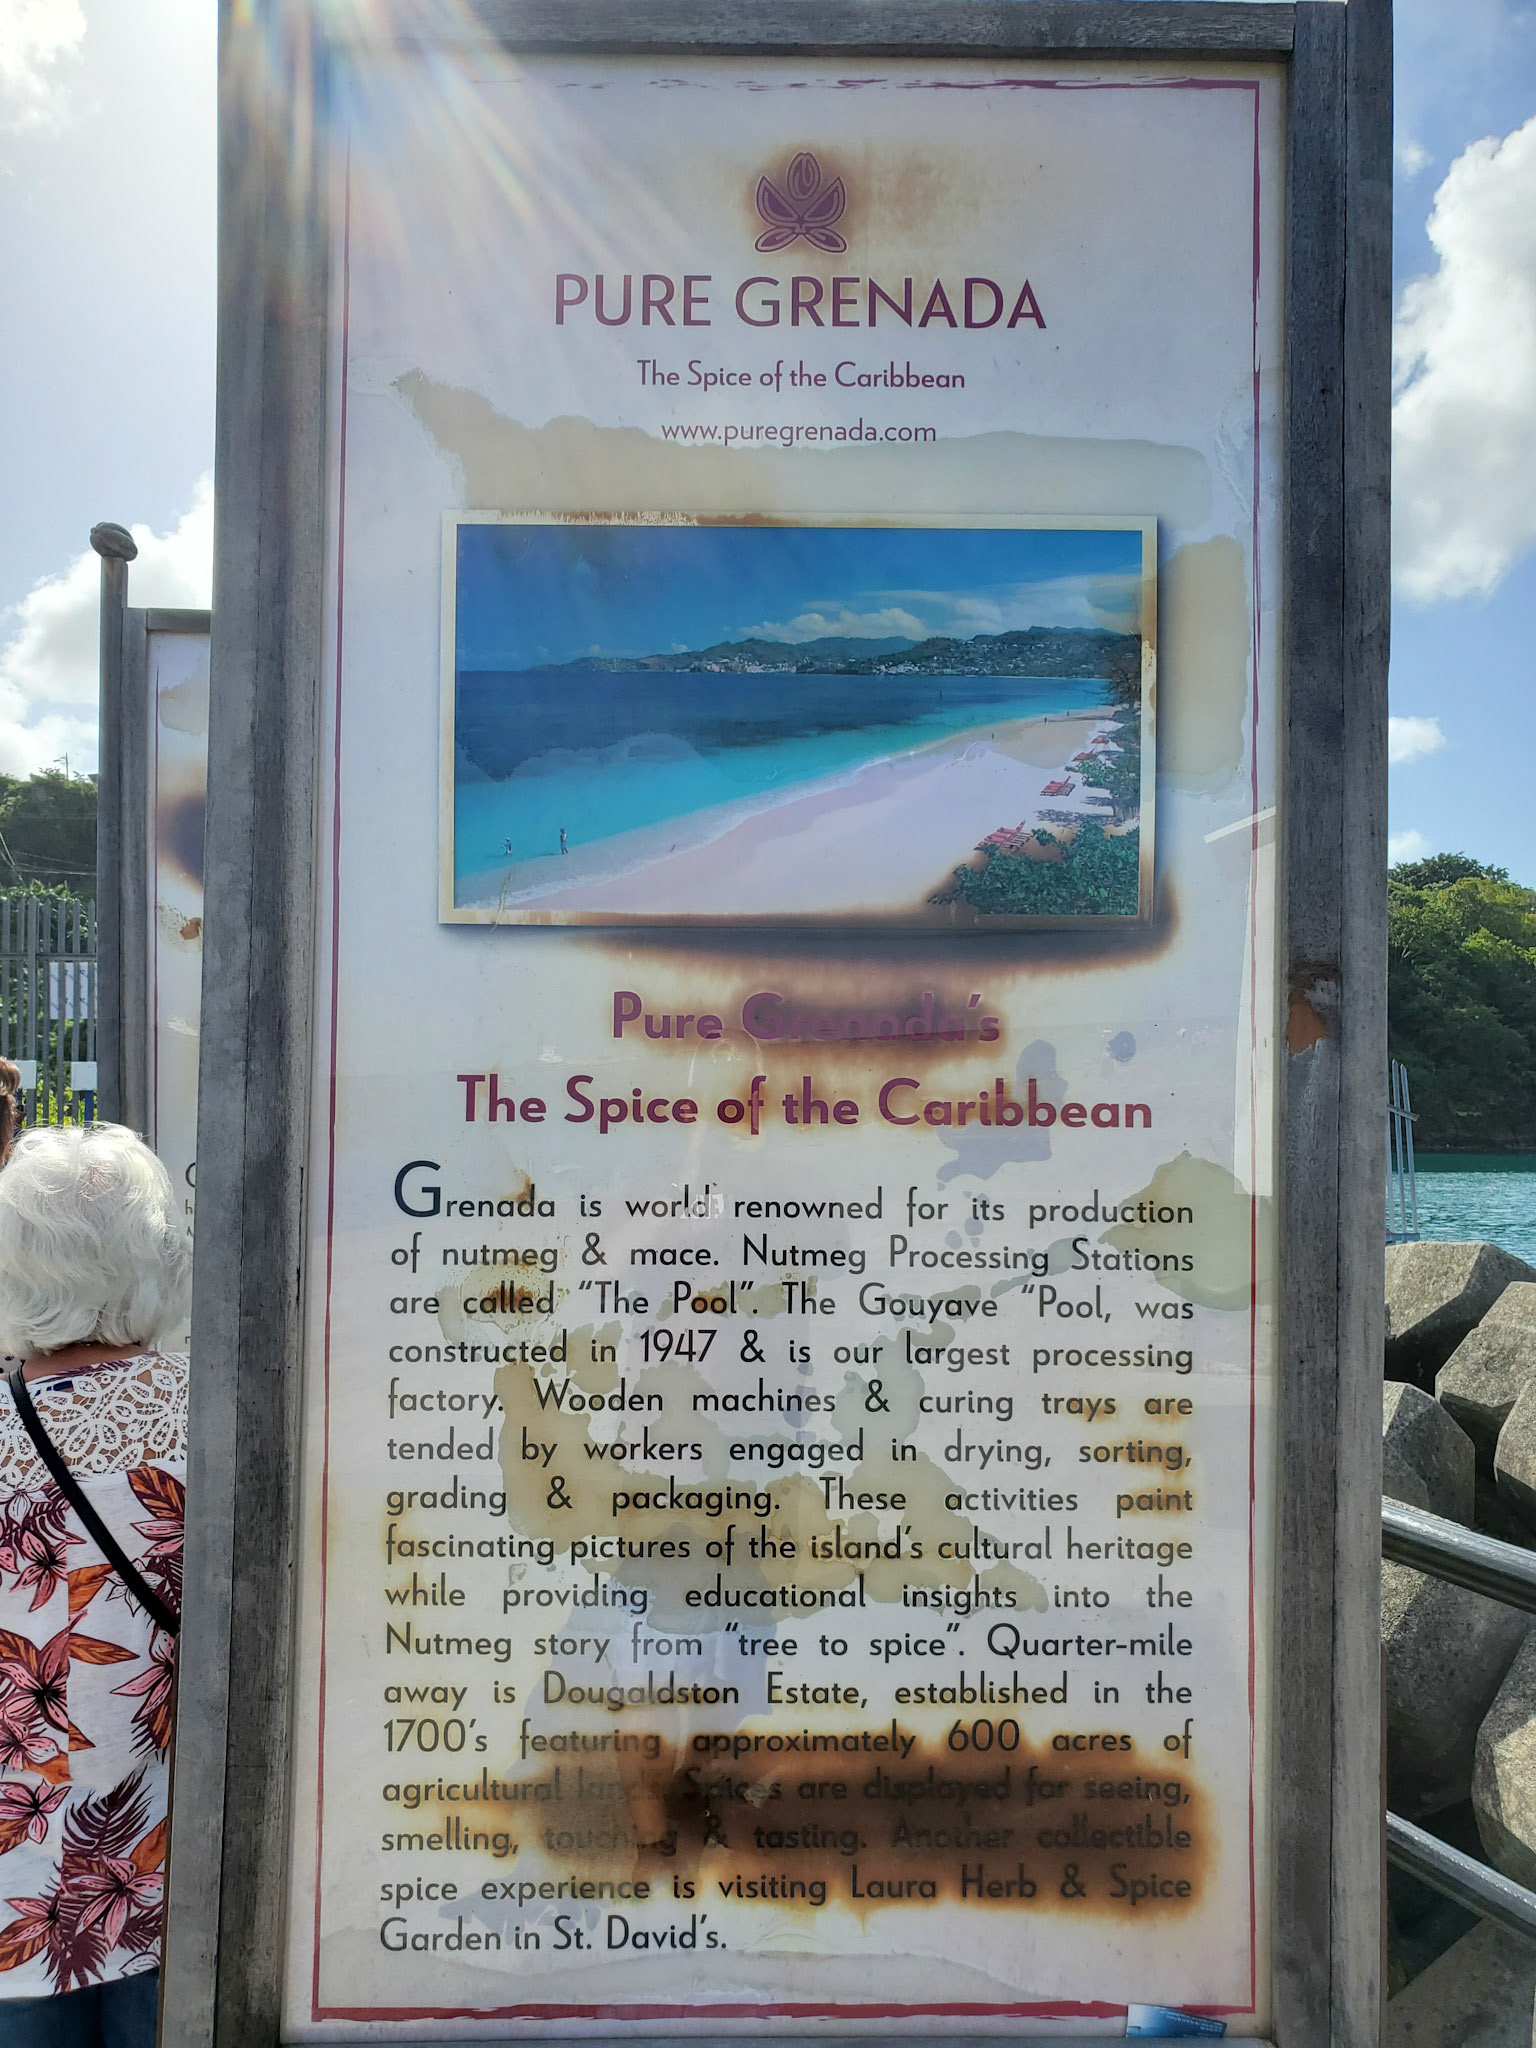 PURE GRENADA
The Spice of the Caribbean
www.puregrenada.com
Pure Grenada's
The Spice of the Caribbean
Grenada is world renowned for its production
of nutmeg & mace. Nutmeg Processing Stations
are called “The Pool”. The Gouyave “Pool, was
constructed in 1947 & is our largest processing
factory. Wooden machines & curing trays are
tended by workers engaged in drying, sorting,
grading & packaging. These activities paint
fascinating pictures of the island's cultural heritage
while providing educational insights into the
Nutmeg story from “tree to spice”. Quarter-mile
away is Dougaldston Estate, established in the
1700's featuring approximately 600 acres of
agricultural lands. Spices are displayed for seeing,
smelling, touching & tasting. Another collectible
spice experience is visiting Laura Herb & Spice
Garden in St. David's.